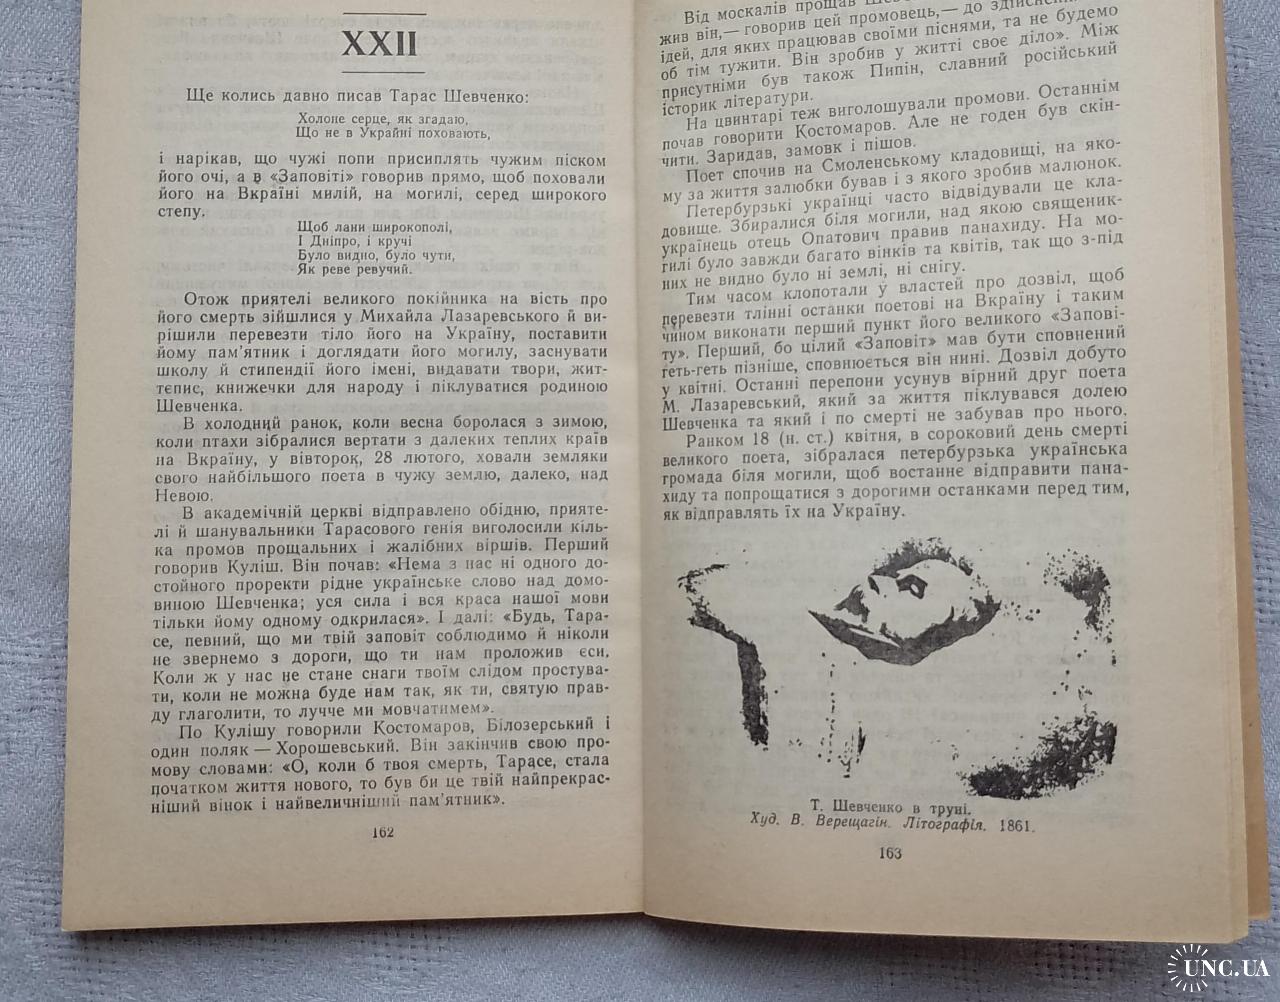 XXII
Ще колись давно писав Тарас Шевченко:
Холоне серце, як згадаю,
Що не в Украйні поховають,
і нарікав, що чужі попи присиплять чужим піском
його очі, а в «Заповіті» говорив прямо, щоб поховали
його на Вкраїні милій, на могилі, серед широкого
степу.
Щоб лани широкополі,
І Дніпро, і кручі
Було видно, було чути,
Як реве ревучий.
Отож приятелі великого покійника на вість про
його смерть зійшлися у Михайла Лазаревського й ви-
рішили перевезти тіло його на Україну, поставити
йому пам'ятник і доглядати його могилу, заснувати
школу й стипендії його імені, видавати твори, жит-
тєпис, книжечки для народу і піклуватися родиною
Шевченка.
В холодний ранок, коли весна боролася з зимою,
коли птахи зібралися вертати з далеких теплих країв
на Вкраїну, у вівторок, 28 лютого, ховали земляки
свого найбільшого поета в чужу землю, далеко, над
Невою.
В академічній церкві відправлено обідню, прияте-
лі й шанувальники Тарасового генія виголосили кіль-
ка промов прощальних і жалібних віршів. Перший
говорив Куліш. Він почав: «Нема з нас ні одного до-
стойного проректи рідне українське слово над домо-
виною Шевченка; уся сила і вся краса нашої мови
тільки йому одному одкрилася». І далі: «Будь, Тара-
се, певний, що ми твій заповіт соблюдимо й ніколи
не звернемо з дороги, що ти нам проложив єси.
Коли ж у нас не стане снаги твоїм слідом простува-
ти, коли не можна буде нам так, як ти, святую прав-
ду глаголити, то лучче ми мовчатимем».
По Кулішу говорили Костомаров, Білозерський і
один поляк — Хорошевський. Він закінчив свою про-
мову словами: «О, коли б твоя смерть, Тарасе, стала
початком життя нового, то був би це твій найпрекрас-
ніший вінок і найвеличніший пам'ятник».
162
Від москалів прощав
жив він,— говорив цей промовець,— до здійснення
ідей, для яких працював своїми піснями, та не будемо
об тім тужити. Він зробив у житті своє діло». Між
присутніми був також Пипін, славний російський
історик літератури.
На цвинтарі теж виголошували промови. Останнім
почав говорити Костомаров. Але не годен був скін-
чити. Заридав, замовк і пішов.
Поет спочив на Смоленському кладовищі, на яко-
му за життя залюбки бував і з якого зробив малюнок.
Петербурзькі українці часто відвідували це кла-
довище. Збиралися біля могили, над якою священик-
українець отець Опатович правив панахиду. На мо-
гилі було завжди багато вінків та квітів, так що з-під
них не видно було ні землі, ні снігу.
Тим часом клопотали у властей про дозвіл, щоб
перевезти тлінні останки поетові на Вкраїну і таким
чином виконати перший пункт його великого «Запові-
ту». Перший, бо цілий «Заповіт» мав бути сповнений
геть-геть пізніше, сповнюється він нині. Дозвіл добуто
у квітні. Останні перепони усунув вірний друг поета
М. Лазаревський, який за життя піклувався долею
Шевченка та який і по смерті не забував про нього.
Ранком 18 (н. ст.) квітня, в сороковий день смерті
великого поета, зібралася петербурзька українська
громада біля могили, щоб востаннє відправити пана-
хиду та попрощатися з дорогими останками перед тим,
як відправлять їх на Україну.
Т. Шевченко в труні.
Худ. В. Верещагін. Літографія. 1861.
163
UNC.UA